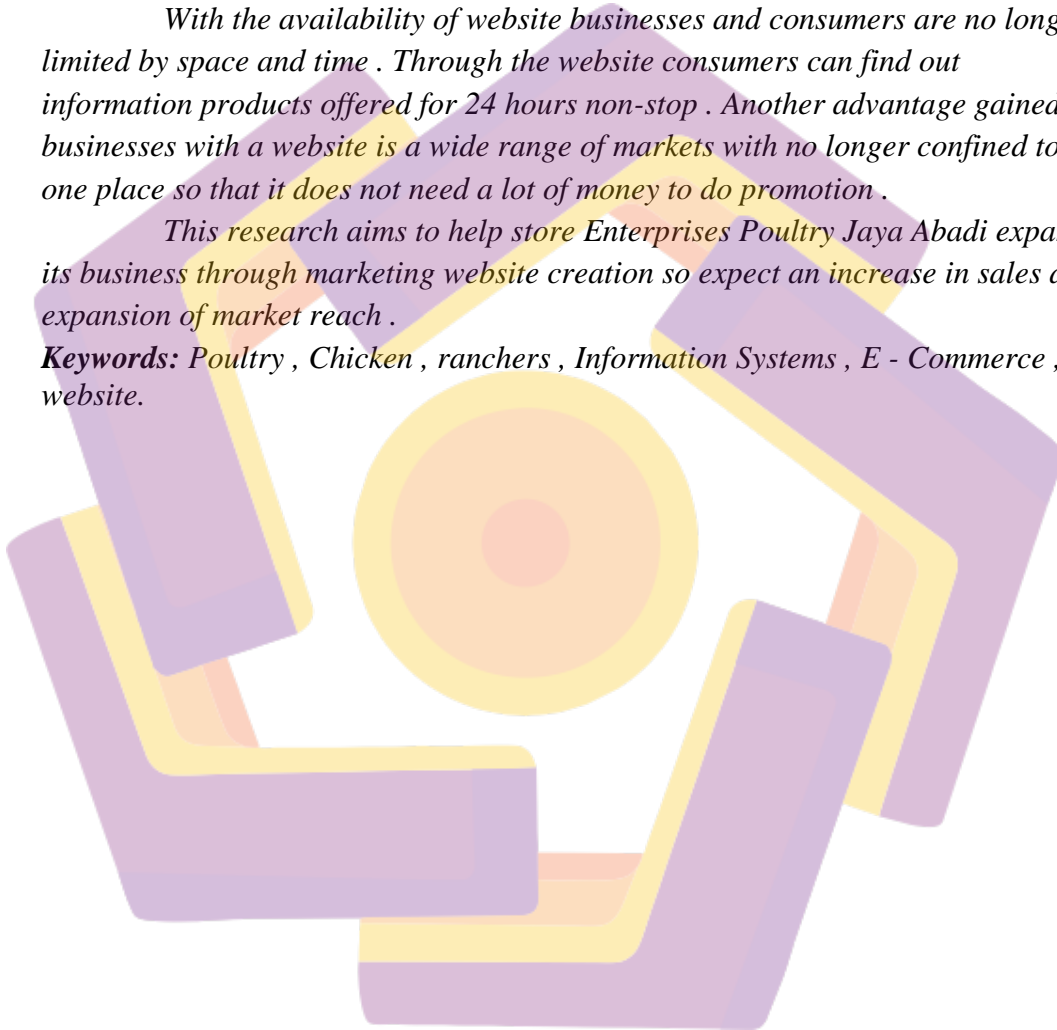 With the availability of website businesses and consumers are no long
limited by space and time . Through the website consumers can find out
information products offered for 24 hours non-stop . Another advantage gained
businesses with a website is a wide range of markets with no longer confined to
one place so that it does not need a lot of money to do promotion .
This research aims to help store Enterprises Poultry Jaya Abadi expa
its business through marketing website creation so expect an increase in sales a
expansion of market reach .
Keywords: Poultry , Chicken , ranchers , Information Systems , E - Commerce ,
website.